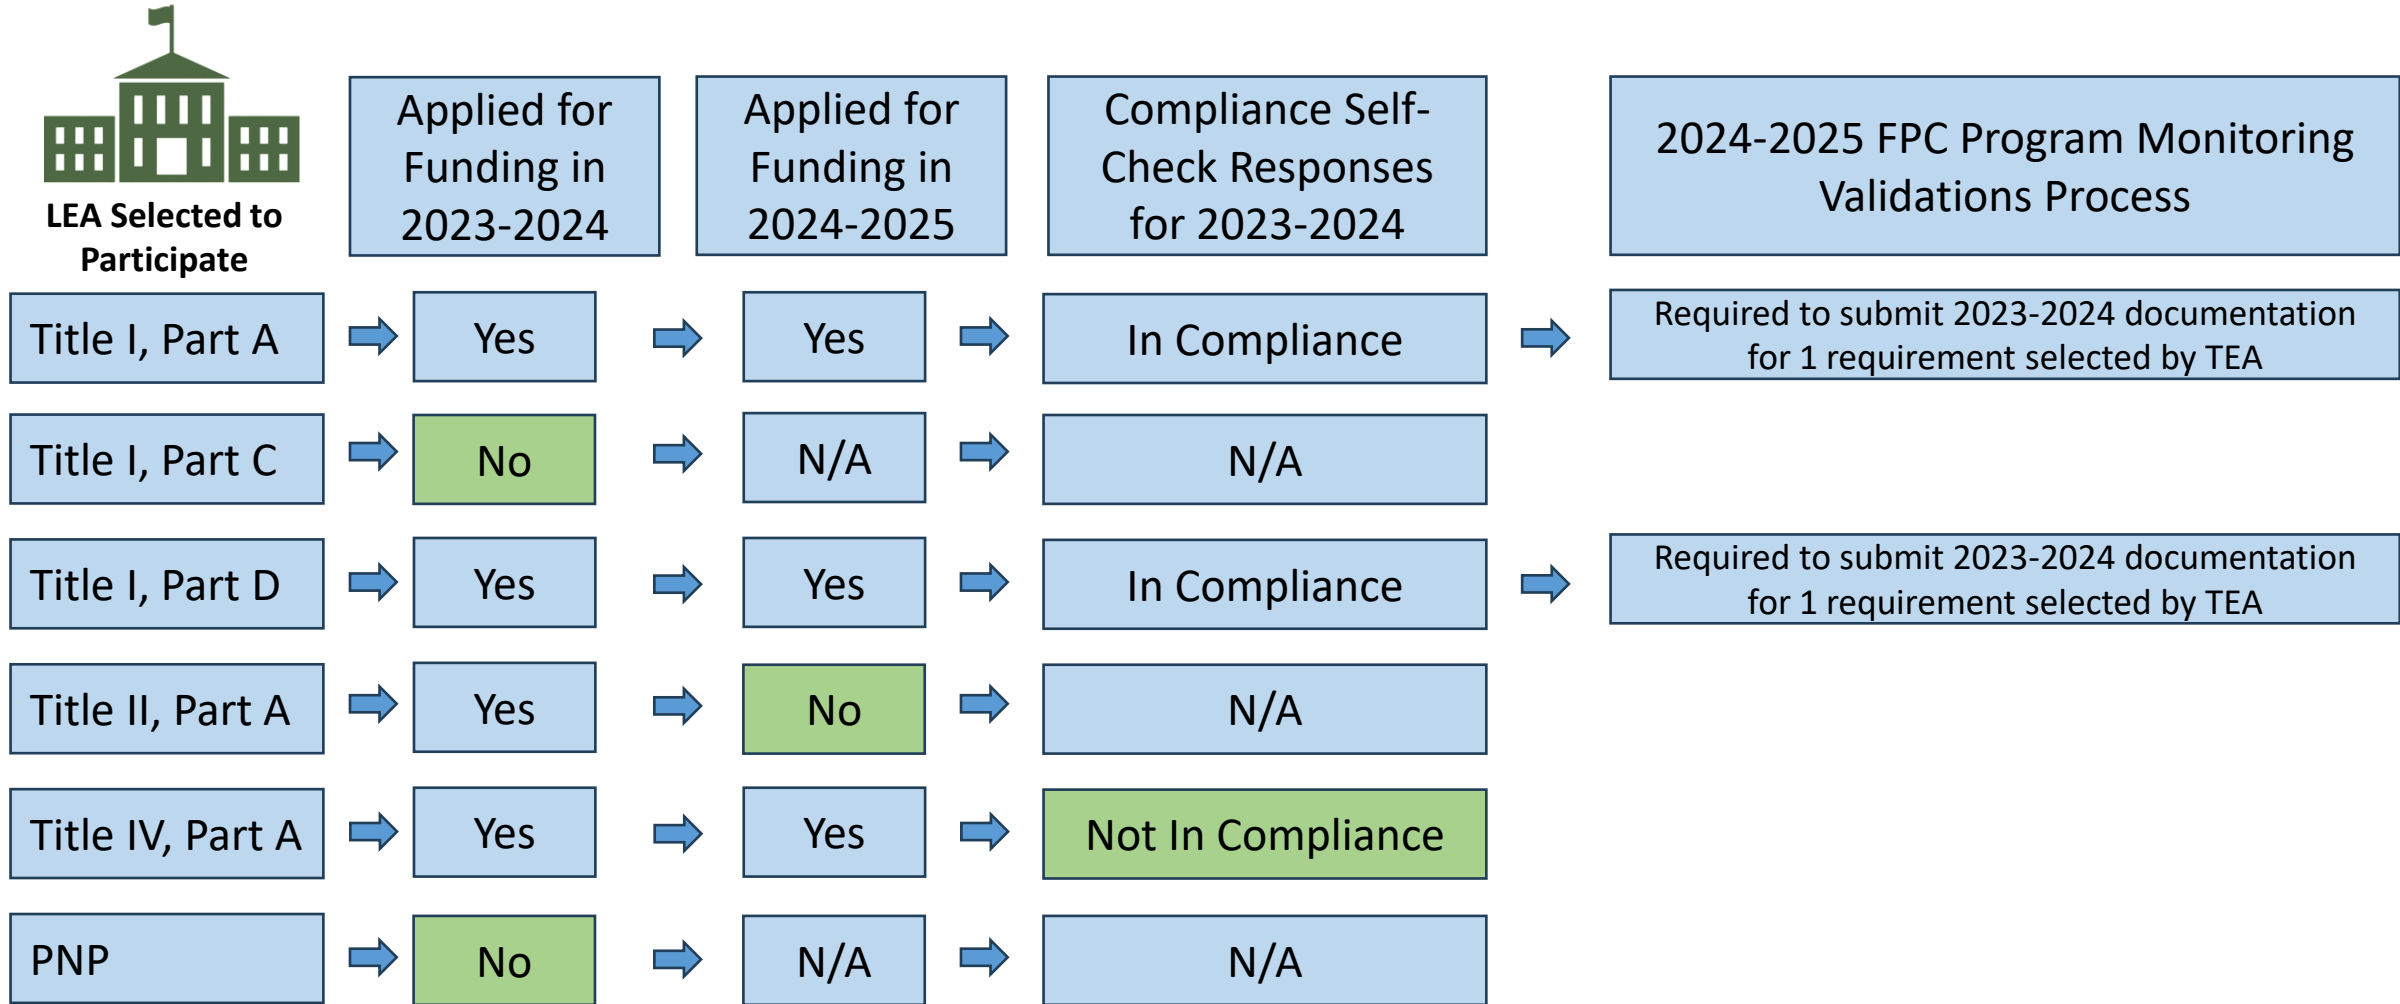 LEA Selected to
Participate
Applied for
Funding in
2023-2024
Applied for
Funding in
2024-2025
Compliance Self-
Check Responses
for 2023-2024
2024-2025 FPC Program Monitoring
Validations Process
Title I, Part A
Yes
Yes
In Compliance
Required to submit 2023-2024 documentation
for 1 requirement selected by TEA
Title I, Part C
No
N/A
N/A
Title I, Part D
Yes
Yes
In Compliance
Required to submit 2023-2024 documentation
for 1 requirement selected by TEA
Title II, Part A
Yes
No
N/A
Title IV, Part A
Yes
Yes
Not In Compliance
PNP
No
N/A
N/A